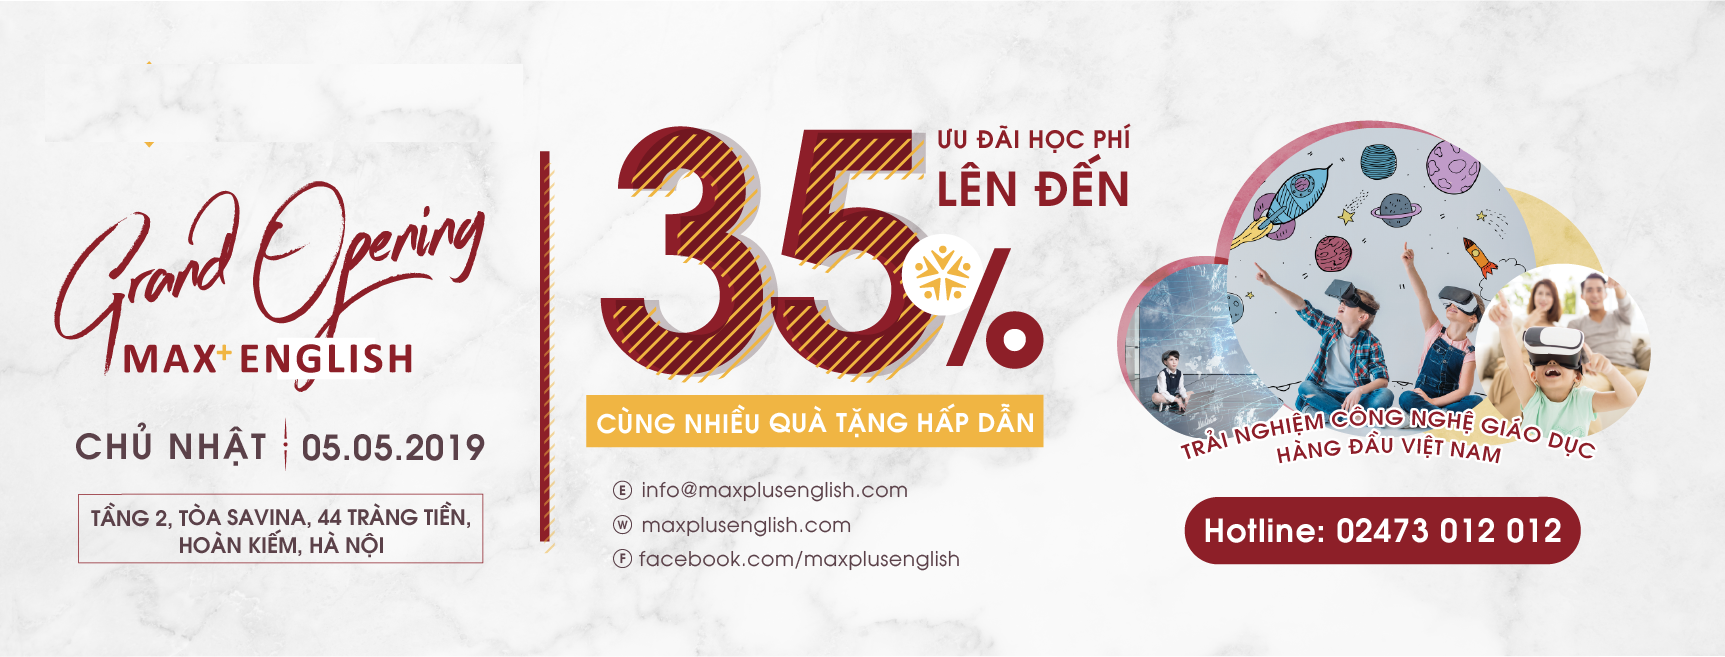 Grand Opening
MAX+ ENGLISH
CHỦ NHẬT 05.05.2019
TẦNG 2, TÒA SAVINA, 44 TRÀNG TIỀN,
HOÀN KIẾM, HÀ NỘI
ƯU ĐÃI HỌC PHÍ
LÊN ĐẾN
35%
CÙNG NHIỀU QUÀ TẶNG HẤP DẪN
E info@maxplusenglish.com
W maxplusenglish.com
F facebook.com/maxplusenglish
TRẢI NGHIỆM CÔNG NGHỆ GIÁO DỤC
HÀNG ĐẦU VIỆT NAM
Hotline: 02473 012 012